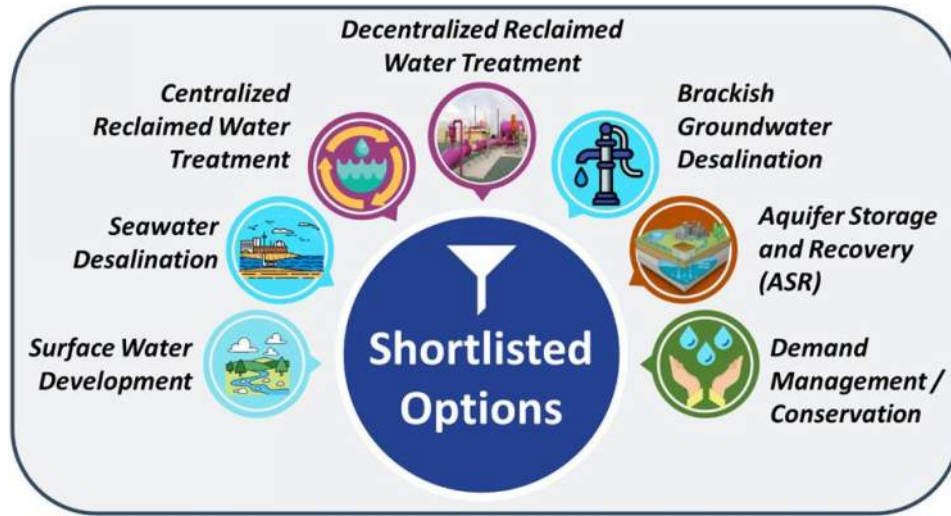 Decentralized Reclaimed
Water Treatment
Centralized
Reclaimed Water
Treatment
Brackish
Groundwater
Desalination
Seawater
Desalination
Aquifer Storage
and Recovery
(ASR)
Surface Water
Development
Demand
Management /
Conservation
Shortlisted
Options